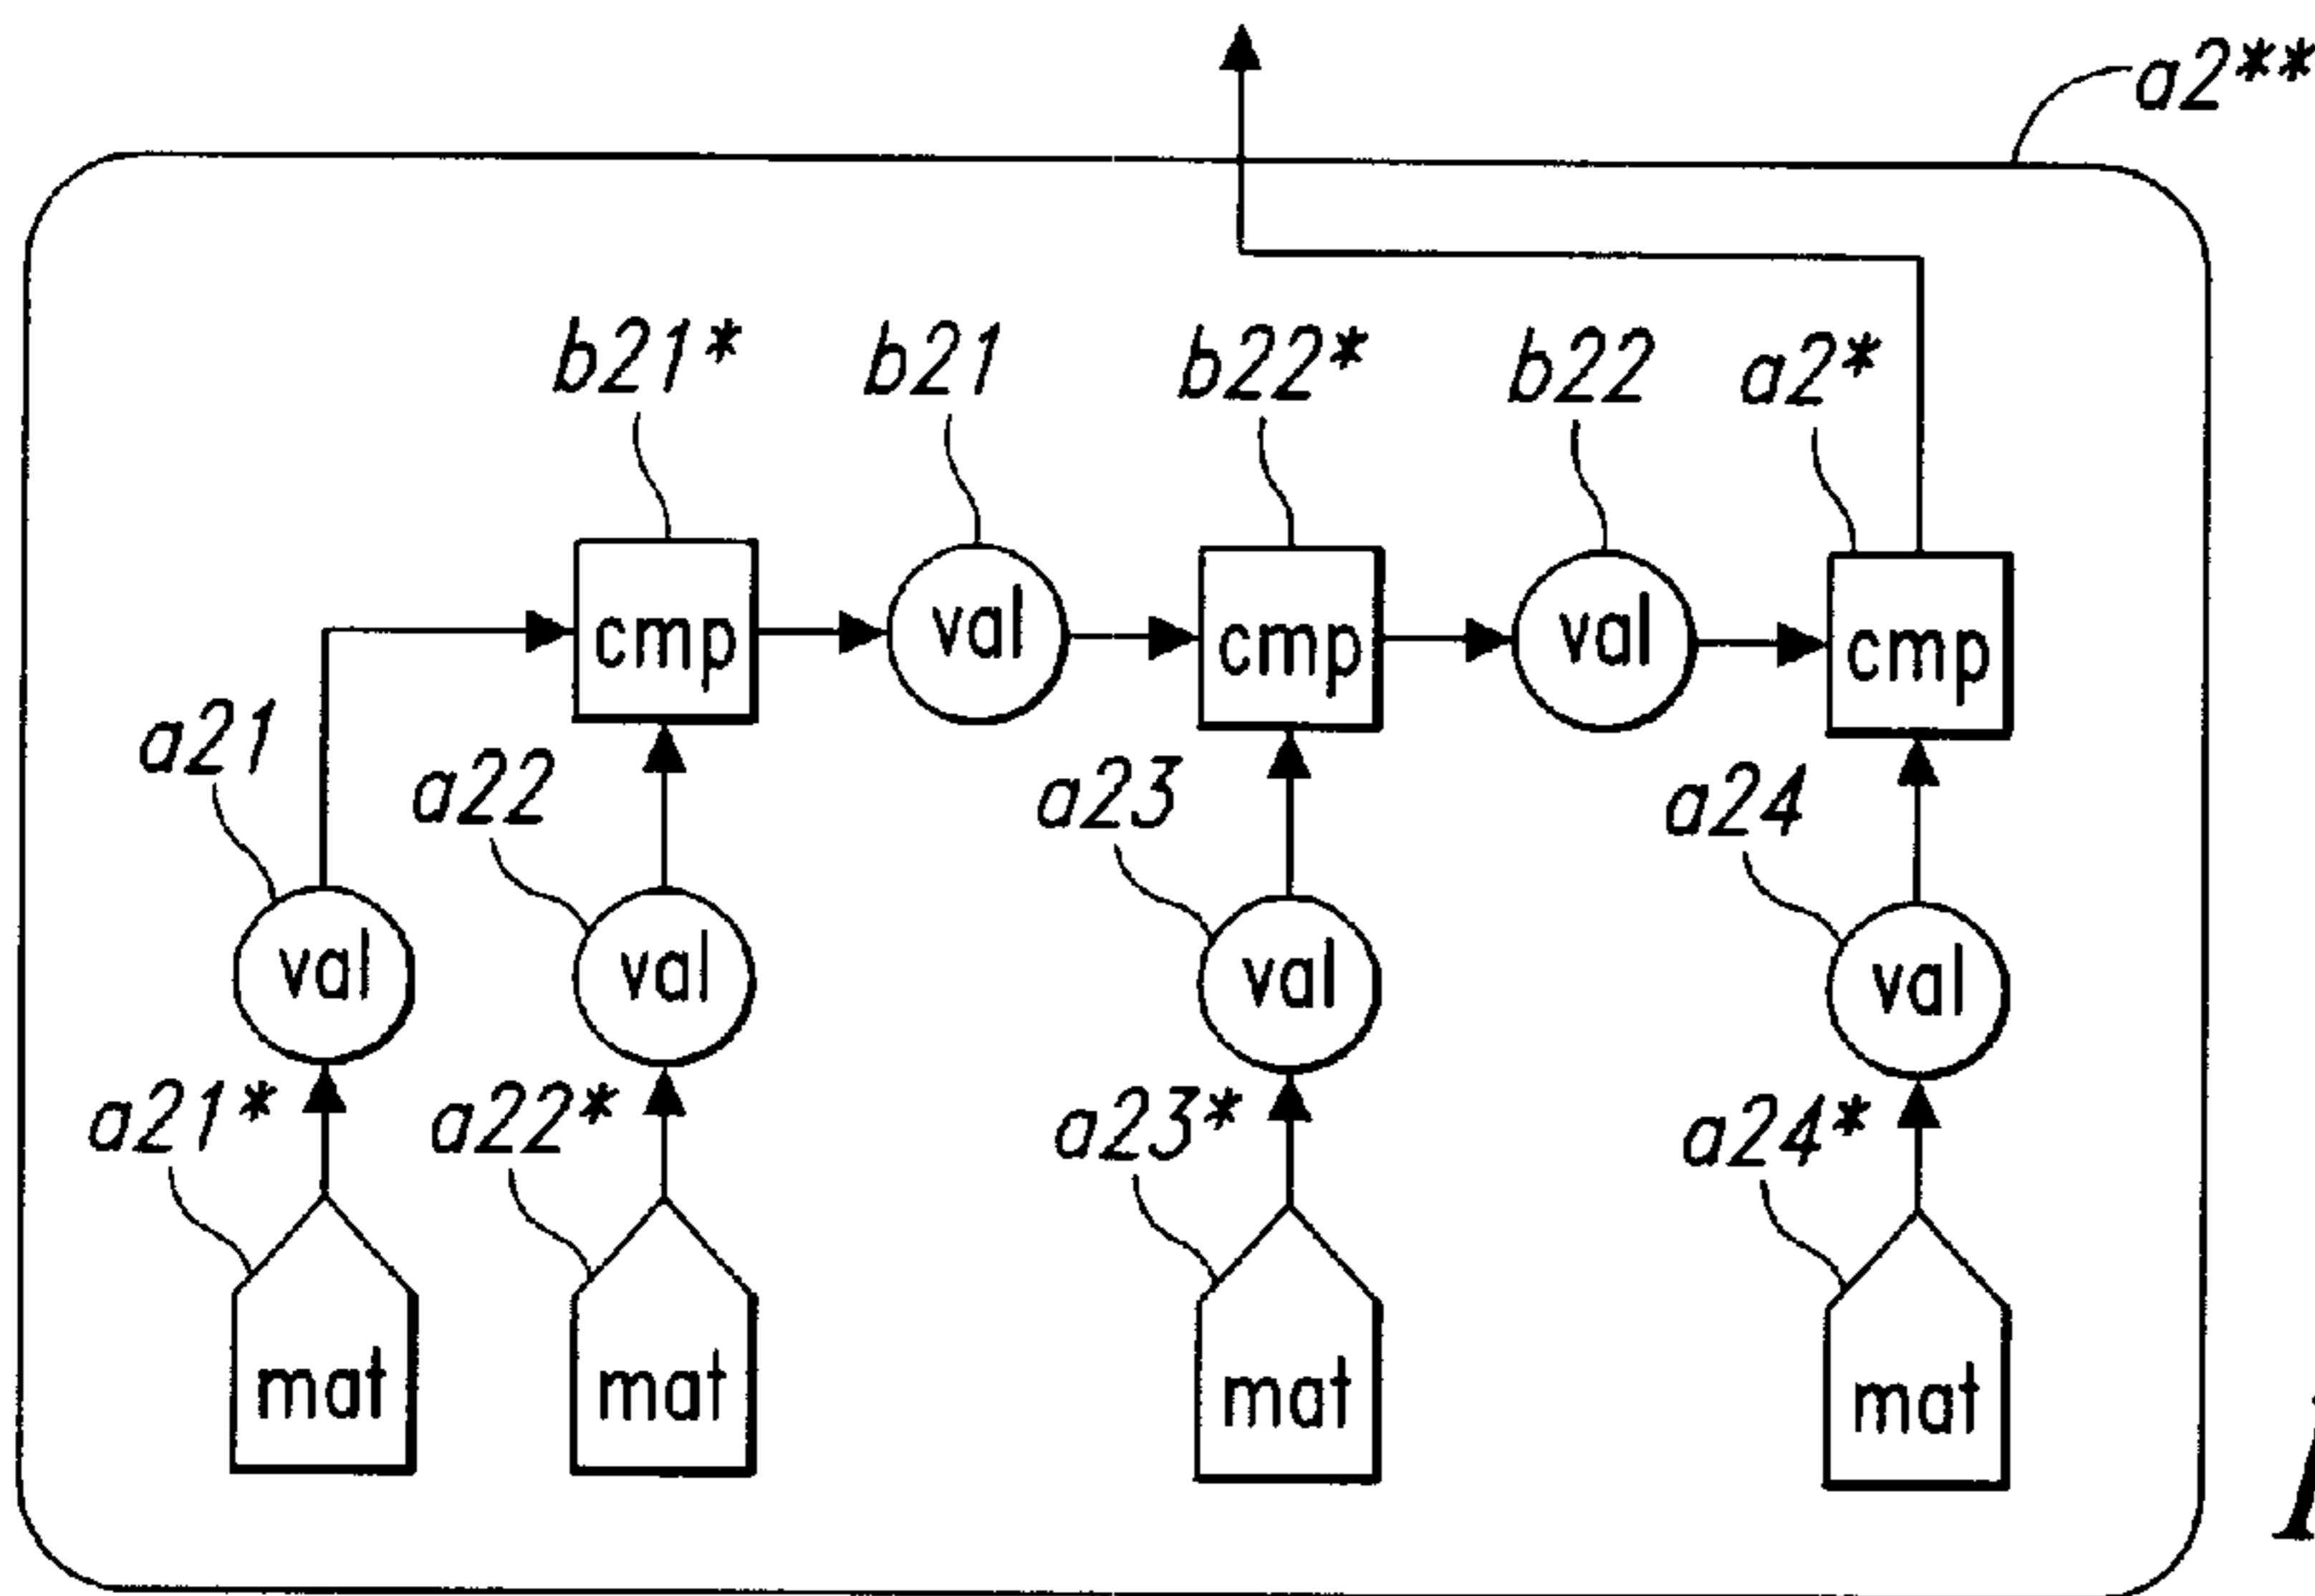 a2**
b21* b21 b22* b22 a2*
cmp val cmp val cmp
a21 a22 a23 a24
val val val val
a21* a22* a23* a24*
mat mat mat mat